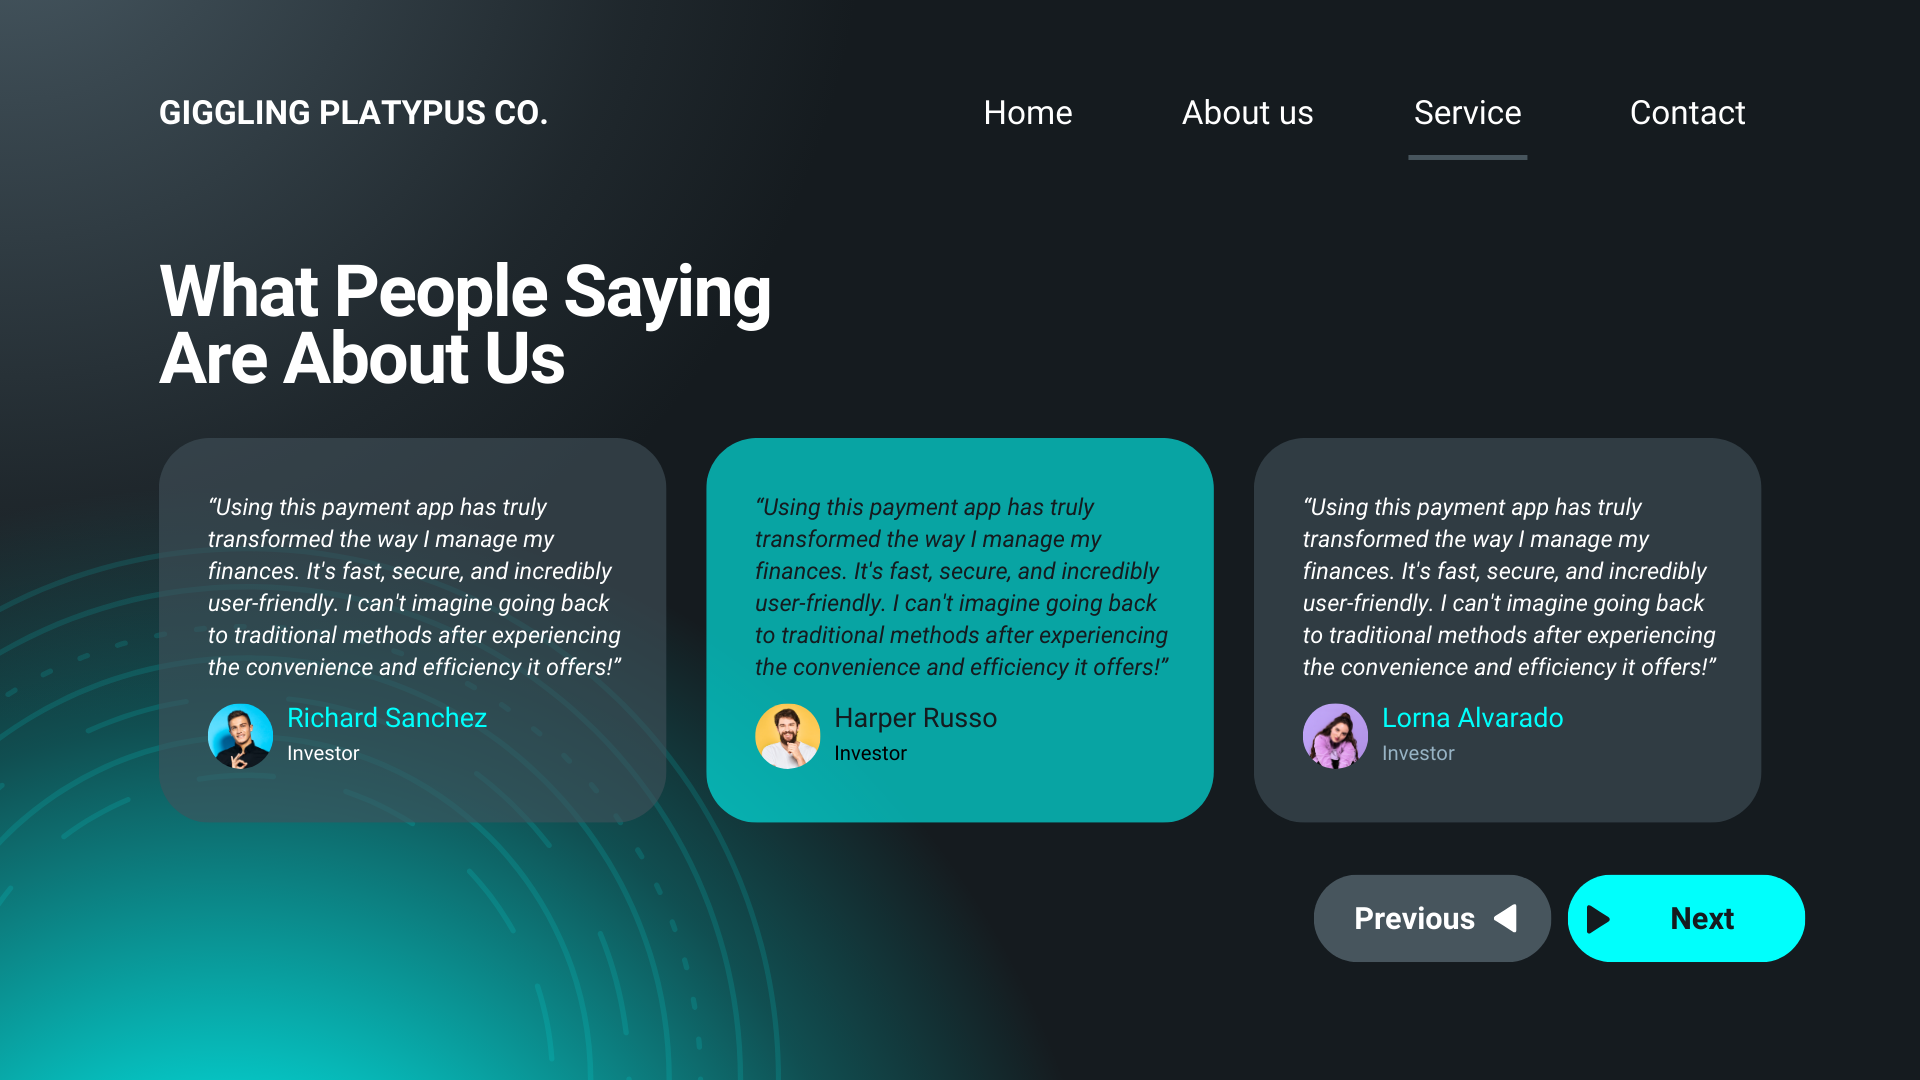 GIGGLING PLATYPUS CO.
Home
About us
Service
Contact
What People Saying
Are About Us
“Using this payment app has truly
transformed the way I manage my
finances. It's fast, secure, and incredibly
user-friendly. I can't imagine going back
to traditional methods after experiencing
the convenience and efficiency it offers!”
Richard Sanchez
Investor
“Using this payment app has truly
transformed the way I manage my
finances. It's fast, secure, and incredibly
user-friendly. I can't imagine going back
to traditional methods after experiencing
the convenience and efficiency it offers!”
Harper Russo
Investor
“Using this payment app has truly
transformed the way I manage my
finances. It's fast, secure, and incredibly
user-friendly. I can't imagine going back
to traditional methods after experiencing
the convenience and efficiency it offers!”
Lorna Alvarado
Investor
Previous
Next